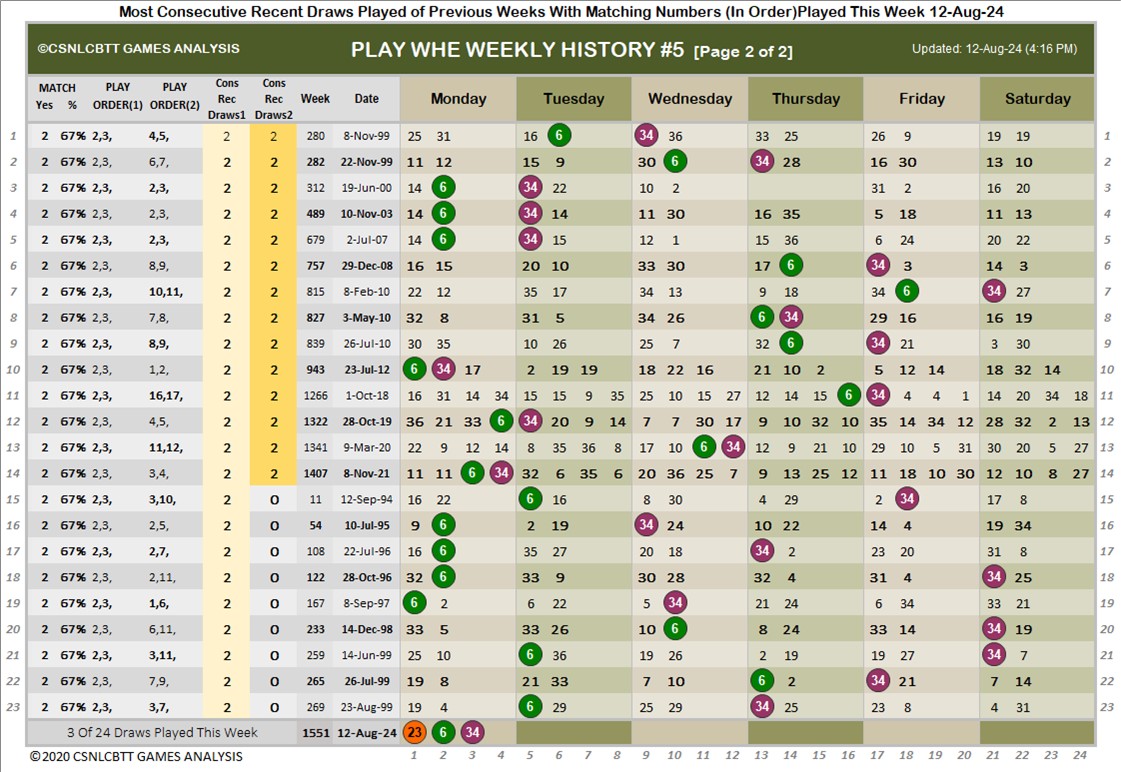 Most Consecutive Recent Draws Played of Previous Weeks With Matching Numbers (In Order)Played This Week 12-Aug-24
©CSNLCBTT GAMES ANALYSIS PLAY WHE WEEKLY HISTORY #5 [Page 2 of 2] Updated: 12-Aug-24 (4:16 PM)
MATCH Yes % PLAY ORDER(1) PLAY ORDER(2) Cons Rec Draws1 Cons Rec Draws2 Week Date Monday Tuesday Wednesday Thursday Friday Saturday
1 2 67% 2,3, 4,5, 2 2 280 8-Nov-99 25 31 16 6 34 36 33 25 26 9 19 19 1
2 2 67% 2,3, 6,7, 2 2 282 22-Nov-99 11 12 15 9 30 6 34 28 16 30 13 10 2
3 2 67% 2,3, 2,3, 2 2 312 19-Jun-00 14 6 34 22 10 2 31 2 16 20 3
4 2 67% 2,3, 2,3, 2 2 489 10-Nov-03 14 6 34 14 11 30 16 35 5 18 11 13 4
5 2 67% 2,3, 2,3, 2 2 679 2-Jul-07 14 6 34 15 12 1 15 36 6 24 20 22 5
6 2 67% 2,3, 8,9, 2 2 757 29-Dec-08 16 15 20 10 33 30 17 6 34 3 14 3 6
7 2 67% 2,3, 10,11, 2 2 815 8-Feb-10 22 12 35 17 34 13 9 18 34 6 34 27 7
8 2 67% 2,3, 7,8, 2 2 827 3-May-10 32 8 31 5 34 26 6 34 29 16 16 19 8
9 2 67% 2,3, 8,9, 2 2 839 26-Jul-10 30 35 10 26 25 7 32 6 34 21 3 30 9
10 2 67% 2,3, 1,2, 2 2 943 23-Jul-12 6 34 17 2 19 19 18 22 16 21 10 2 5 12 14 18 32 14 10
11 2 67% 2,3, 16,17, 2 2 1266 1-Oct-18 16 31 14 34 15 15 9 35 25 10 15 27 12 14 15 6 34 4 4 1 14 20 34 18 11
12 2 67% 2,3, 4,5, 2 2 1322 28-Oct-19 36 21 33 6 34 20 9 14 7 7 30 17 9 10 32 10 35 14 34 12 28 32 2 13 12
13 2 67% 2,3, 11,12, 2 2 1341 9-Mar-20 22 9 12 14 8 35 36 8 17 10 6 34 12 9 21 10 29 10 5 31 30 20 5 27 13
14 2 67% 2,3, 3,4, 2 2 1407 8-Nov-21 11 11 6 34 32 6 35 6 20 36 25 7 9 13 25 12 11 18 10 20 12 10 8 27 14
15 2 67% 2,3, 3,10, 2 0 11 12-Sep-94 16 22 6 16 8 30 4 29 2 34 17 8 15
16 2 67% 2,3, 2,5, 2 0 54 10-Jul-95 9 6 2 19 34 24 10 22 14 4 19 34 16
17 2 67% 2,3, 2,7, 2 0 108 22-Jul-96 16 6 35 27 20 18 34 2 23 20 31 8 17
18 2 67% 2,3, 2,11, 2 0 122 28-Oct-96 32 6 33 9 30 28 32 4 31 4 34 25 18
19 2 67% 2,3, 1,6, 2 0 167 8-Sep-97 6 2 6 22 5 34 21 24 6 34 33 21 19
20 2 67% 2,3, 6,11, 2 0 233 14-Dec-98 33 5 33 26 10 6 8 24 33 14 34 19 20
21 2 67% 2,3, 3,11, 2 0 259 14-Jun-99 25 10 6 36 19 26 2 19 19 27 34 7 21
22 2 67% 2,3, 7,9, 2 0 265 26-Jul-99 19 8 21 33 7 10 6 2 34 21 7 14 22
23 2 67% 2,3, 3,7, 2 0 269 23-Aug-99 19 4 6 29 25 29 34 25 23 8 4 31 23
3 Of 24 Draws Played This Week 1551 12-Aug-24 23 6 34
©2020 CSNLCBTT GAMES ANALYSIS 1 2 3 4 5 6 7 8 9 10 11 12 13 14 15 16 17 18 19 20 21 22 23 24